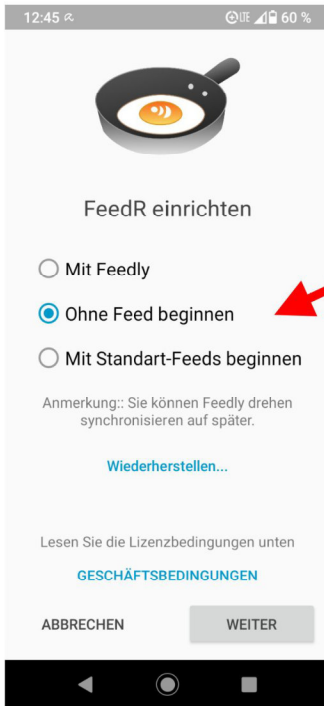 12:45
LTE 60 %
FeedR einrichten
Mit Feedly
Ohne Feed beginnen
Mit Standart-Feeds beginnen
Anmerkung:: Sie können Feedly drehen
synchronisieren auf später.
Wiederherstellen...
Lesen Sie die Lizenzbedingungen unten
GESCHÄFTSBEDINGUNGEN
ABBRECHEN WEITER